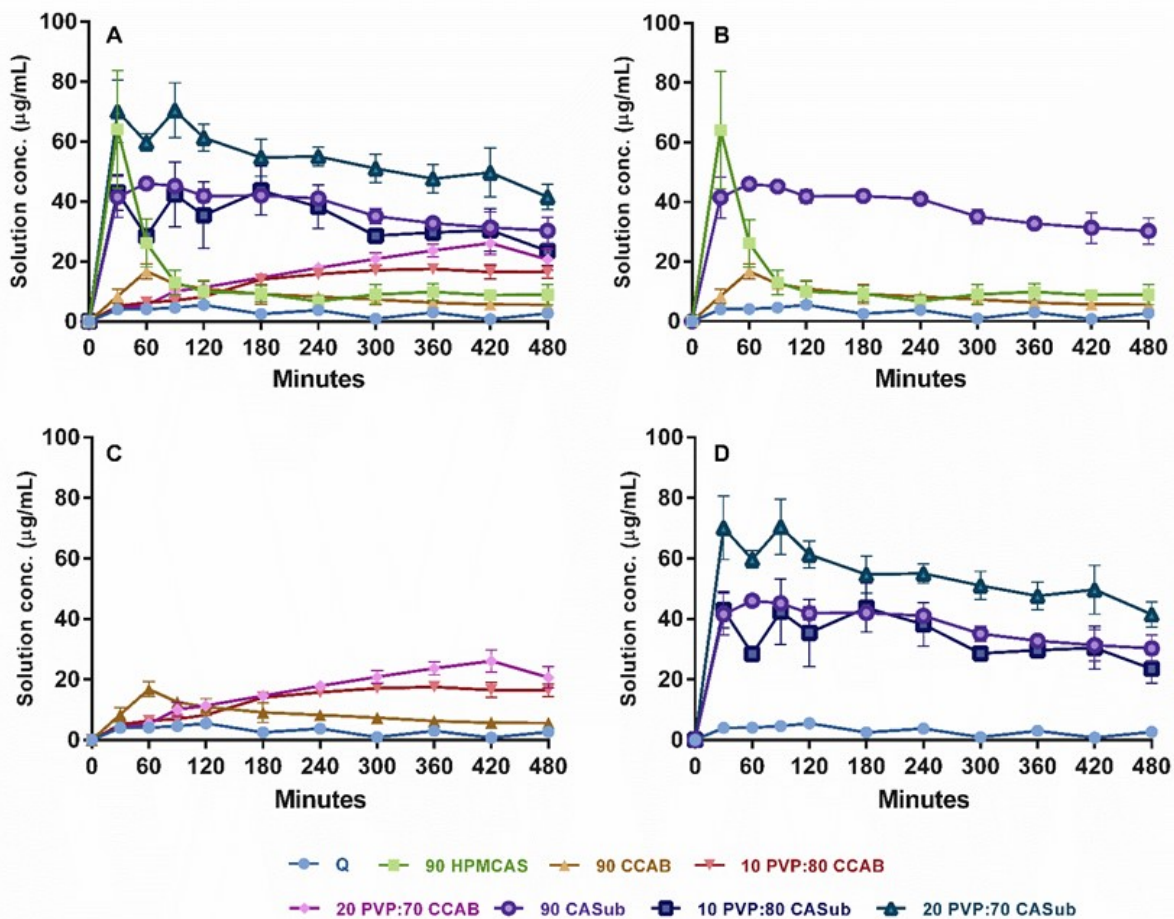 A
Solution conc. (μg/mL)
100
80
60
40
20
0
0 60 120 180 240 300 360 420 480
Minutes
B
Solution conc. (μg/mL)
100
80
60
40
20
0
0 60 120 180 240 300 360 420 480
Minutes
C
Solution conc. (μg/mL)
100
80
60
40
20
0
0 60 120 180 240 300 360 420 480
Minutes
D
Solution conc. (μg/mL)
100
80
60
40
20
0
0 60 120 180 240 300 360 420 480
Minutes
Q 90 HPMCAS 90 CCAB 10 PVP:80 CCAB
20 PVP:70 CCAB 90 CASub 10 PVP:80 CASub 20 PVP:70 CASub